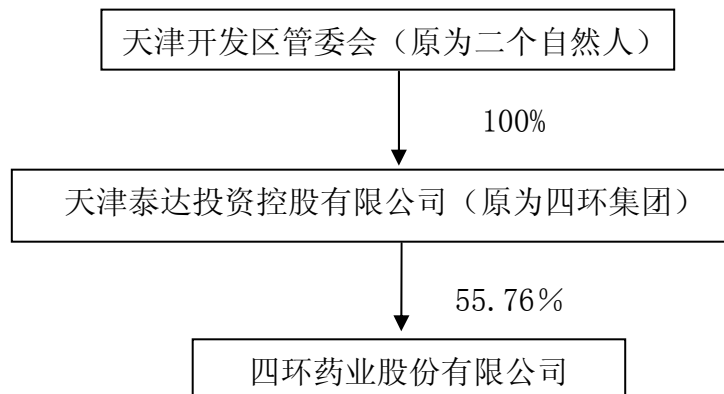 天津开发区管委会（原为二个自然人）
100%
天津泰达投资控股有限公司（原为四环集团）
55.76％
四环药业股份有限公司